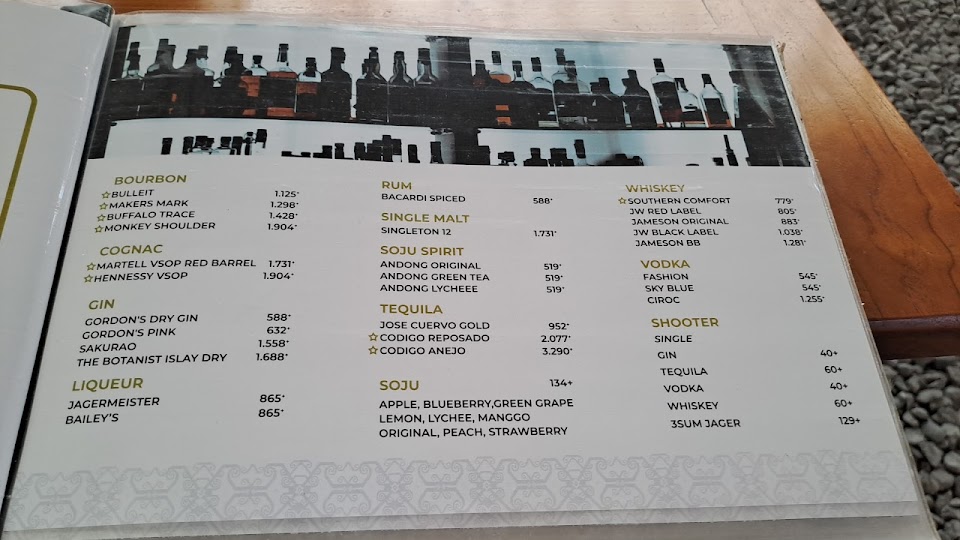 BOURBON
☆BULLEIT 1.125+
☆MAKERS MARK 1.298+
☆BUFFALO TRACE 1.428+
☆MONKEY SHOULDER 1.904+
COGNAC
☆MARTELL VSOP RED BARREL 1.731+
☆HENNESSY VSOP 1.904+
GIN
GORDON'S DRY GIN 588+
GORDON'S PINK 632+
SAKURAO 1.558+
THE BOTANIST ISLAY DRY 1.688+
LIQUEUR
JAGERMEISTER 865+
BAILEY'S 865+
RUM
BACARDI SPICED 588+
SINGLE MALT
SINGLETON 12 1.731+
SOJU SPIRIT
ANDONG ORIGINAL 519+
ANDONG GREEN TEA 519+
ANDONG LYCHEEE 519+
TEQUILA
JOSE CUERVO GOLD 952+
☆CODIGO REPOSADO 2.077+
☆CODIGO ANEJO 3.290+
SOJU 134+
APPLE, BLUEBERRY,GREEN GRAPE
LEMON, LYCHEE, MANGGO
ORIGINAL, PEACH, STRAWBERRY
WHISKEY
☆SOUTHERN COMFORT 779+
JW RED LABEL 805+
JAMESON ORIGINAL 883+
JW BLACK LABEL 1.038+
JAMESON BB 1.281+
VODKA
FASHION 545+
SKY BLUE 545+
CIROC 1.255+
SHOOTER
SINGLE
GIN 40+
TEQUILA 60+
VODKA 40+
WHISKEY 60+
3SUM JAGER 129+